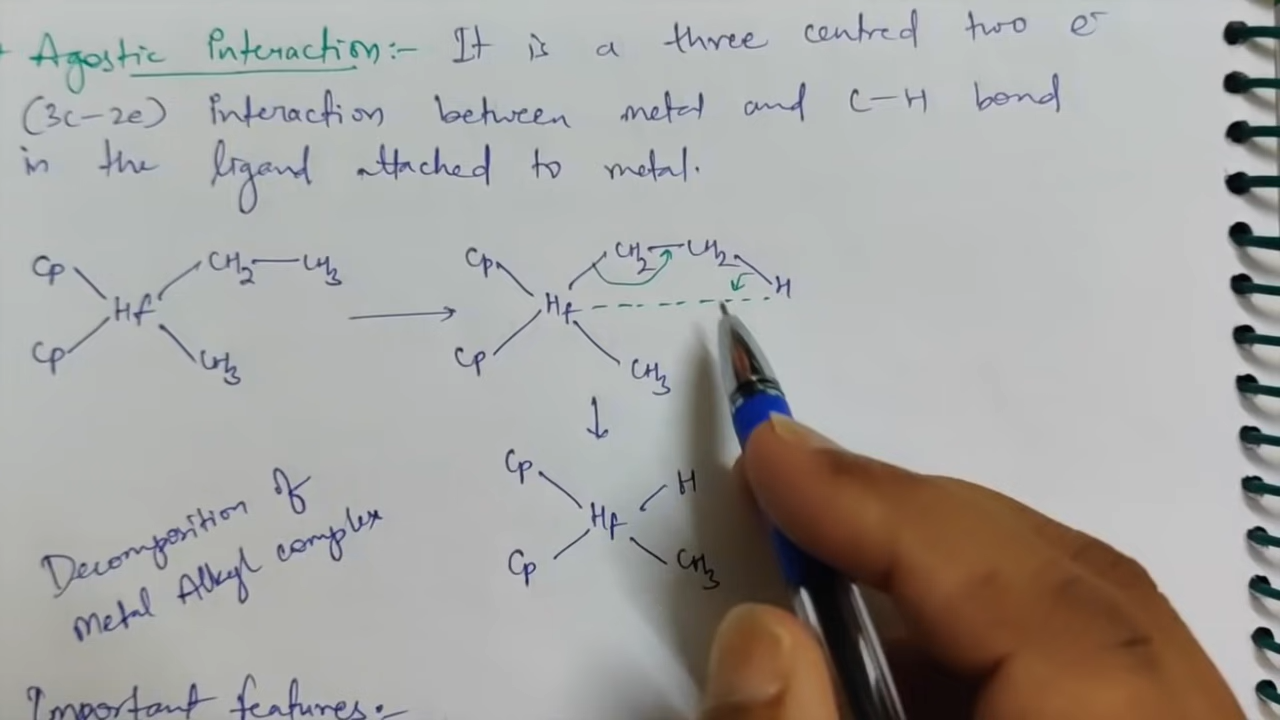 Agostic Interaction:- It is a three centred two e-
(3c-2e) interaction between metal and C-H bond
in the ligand attached to metal.
Cp CH2 CH3
Hf
Cp CH3
Cp CH2 CH2 H
Hf
Cp CH3
Cp H
Hf
Cp CH3
Decomposition of
Metal Alkyl complex
Important features:-